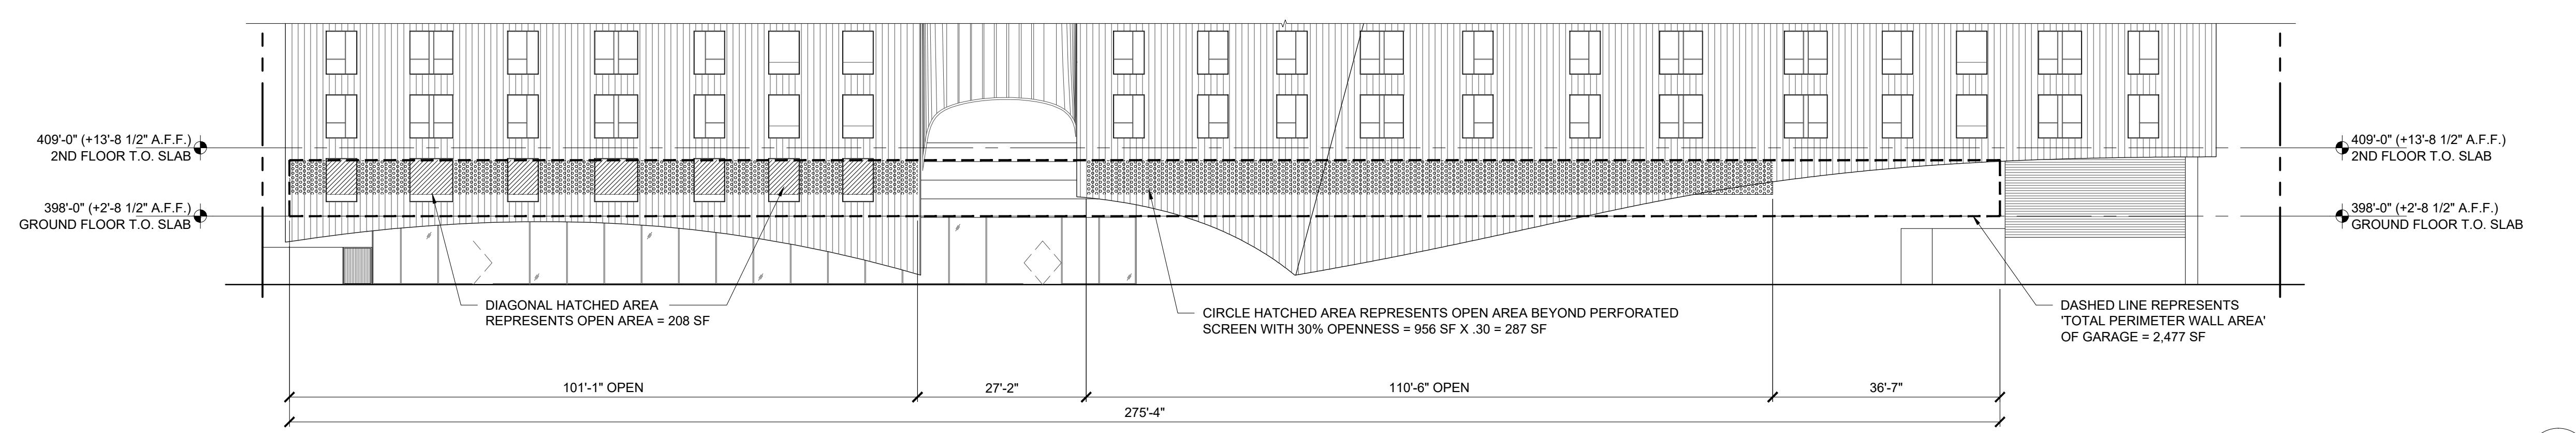 409'-0" (+13'-8 1/2" A.F.F.)
2ND FLOOR T.O. SLAB
398'-0" (+2'-8 1/2" A.F.F.)
GROUND FLOOR T.O. SLAB
409'-0" (+13'-8 1/2" A.F.F.)
2ND FLOOR T.O. SLAB
398'-0" (+2'-8 1/2" A.F.F.)
GROUND FLOOR T.O. SLAB
DIAGONAL HATCHED AREA
REPRESENTS OPEN AREA = 208 SF
CIRCLE HATCHED AREA REPRESENTS OPEN AREA BEYOND PERFORATED
SCREEN WITH 30% OPENNESS = 956 SF X .30 = 287 SF
DASHED LINE REPRESENTS
'TOTAL PERIMETER WALL AREA'
OF GARAGE = 2,477 SF
101'-1" OPEN
27'-2"
110'-6" OPEN
36'-7"
275'-4"